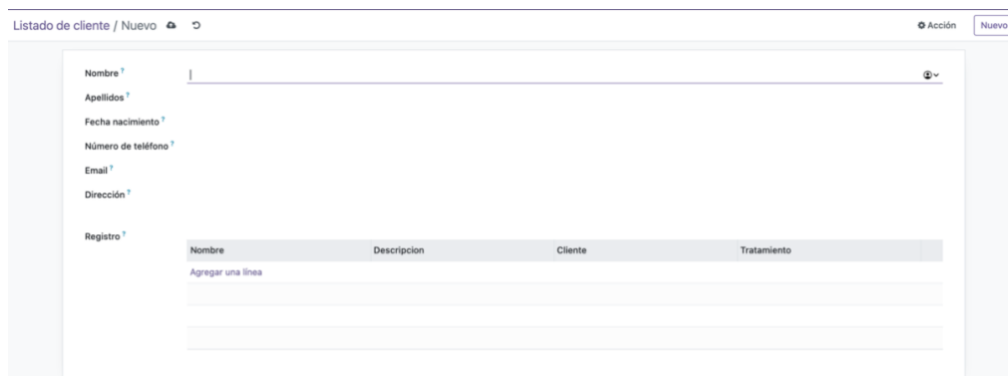 Listado de cliente / Nuevo Acción Nuevo
Nombre ?
Apellidos ?
Fecha nacimiento ?
Número de teléfono ?
Email ?
Dirección ?
Registro ?
Nombre Descripcion Cliente Tratamiento
Agregar una línea